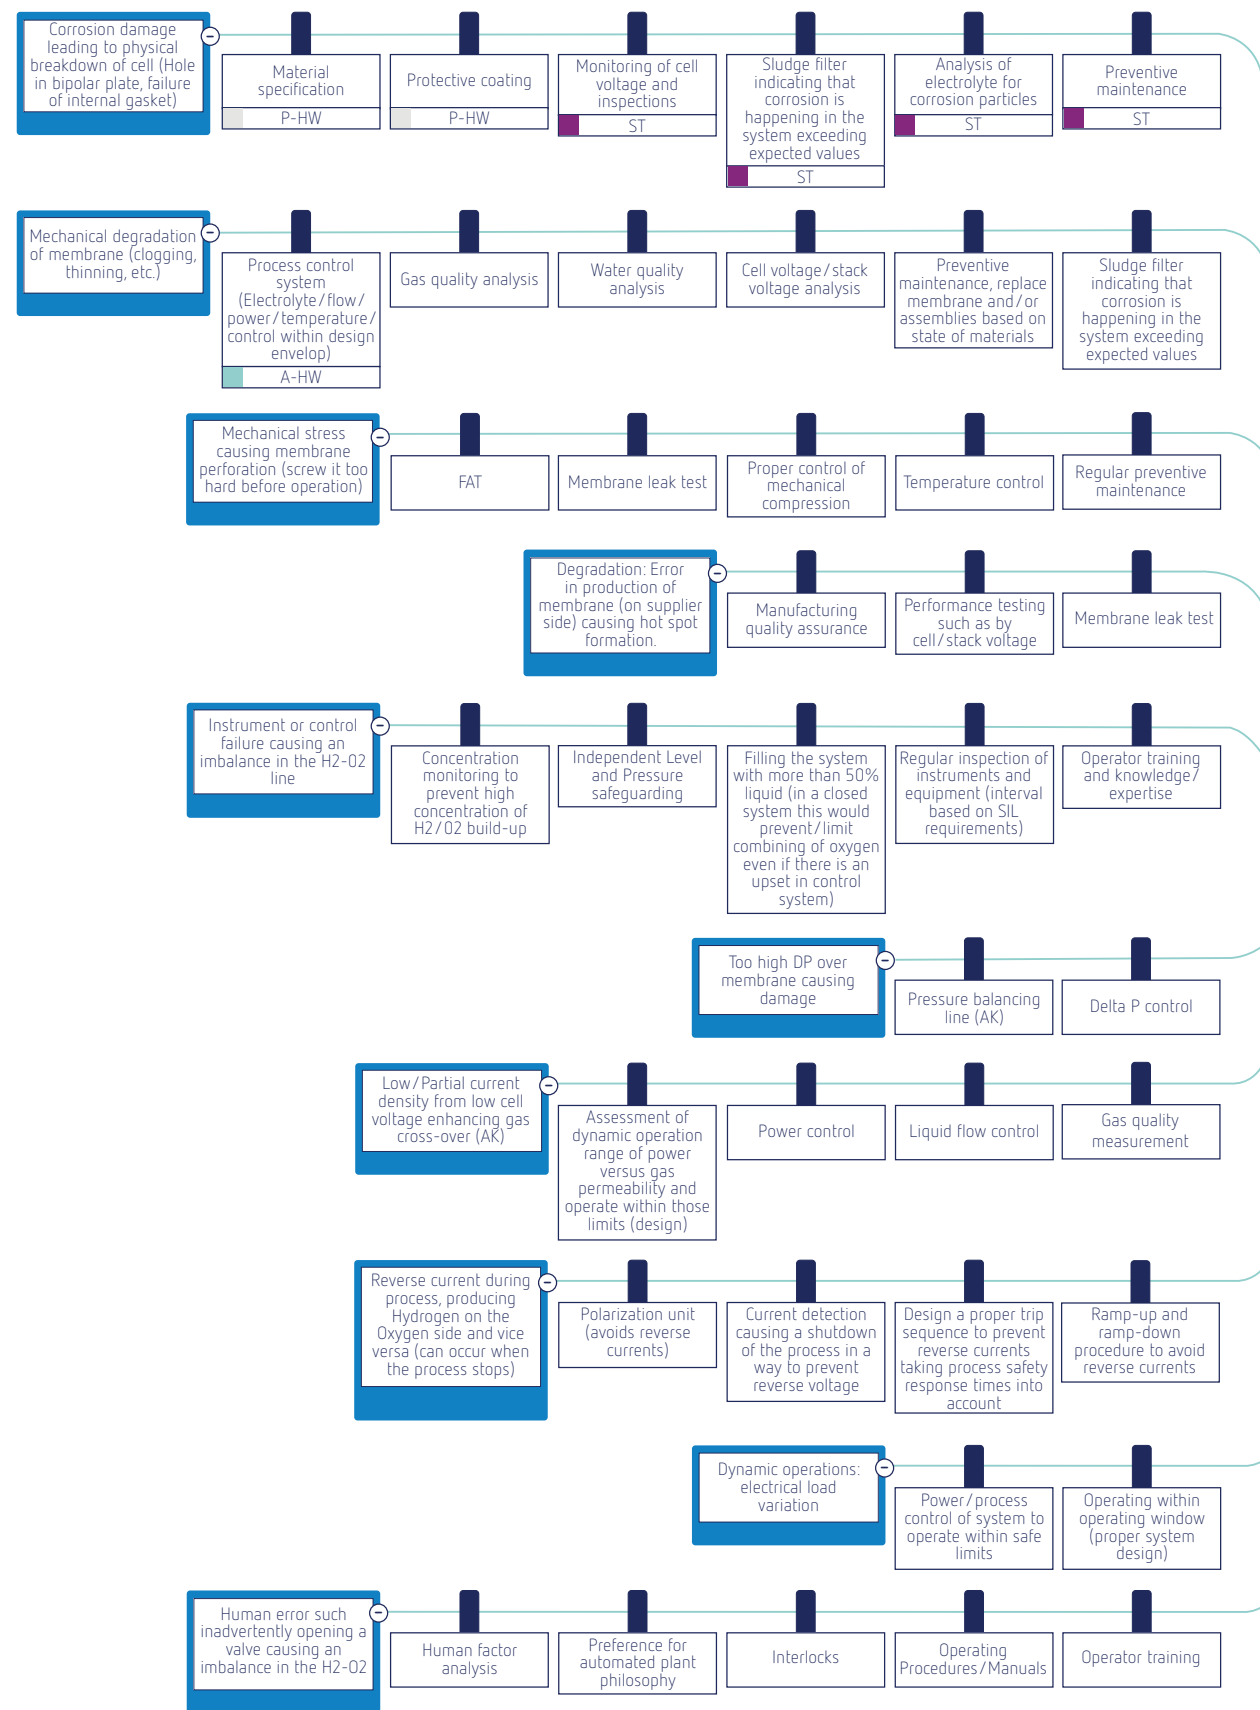 Corrosion damage
leading to physical
breakdown of cell (Hole
in bipolar plate, failure
of internal gasket)
Material
specification
P-HW
Protective coating
P-HW
Monitoring of cell
voltage and
inspections
ST
Sludge filter
indicating that
corrosion is
happening in the
system exceeding
expected values
ST
Analysis of
electrolyte for
corrosion particles
ST
Preventive
maintenance
ST
Mechanical degradation
of membrane (clogging,
thinning, etc.)
Process control
system
(Electrolyte/flow/
power/temperature/
control within design
envelop)
A-HW
Gas quality analysis
Water quality
analysis
Cell voltage/stack
voltage analysis
Preventive
maintenance, replace
membrane and/or
assemblies based on
state of materials
Sludge filter
indicating that
corrosion is
happening in the
system exceeding
expected values
Mechanical stress
causing membrane
perforation (screw it too
hard before operation)
FAT
Membrane leak test
Proper control of
mechanical
compression
Temperature control
Regular preventive
maintenance
Degradation: Error
in production of
membrane (on supplier
side) causing hot spot
formation.
Manufacturing
quality assurance
Performance testing
such as by
cell/stack voltage
Membrane leak test
Instrument or control
failure causing an
imbalance in the H2-O2
line
Concentration
monitoring to
prevent high
concentration of
H2/O2 build-up
Independent Level
and Pressure
safeguarding
Filling the system
with more than 50%
liquid (in a closed
system this would
prevent/limit
combining of oxygen
even if there is an
upset in control
system)
Regular inspection of
instruments and
equipment (interval
based on SIL
requirements)
Operator training
and knowledge/
expertise
Too high DP over
membrane causing
damage
Pressure balancing
line (AK)
Delta P control
Low/Partial current
density from low cell
voltage enhancing gas
cross-over (AK)
Assessment of
dynamic operation
range of power
versus gas
permeability and
operate within those
limits (design)
Power control
Liquid flow control
Gas quality
measurement
Reverse current during
process, producing
Hydrogen on the
Oxygen side and vice
versa (can occur when
the process stops)
Polarization unit
(avoids reverse
currents)
Current detection
causing a shutdown
of the process in a
way to prevent
reverse voltage
Design a proper trip
sequence to prevent
reverse currents
taking process safety
response times into
account
Ramp-up and
ramp-down
procedure to avoid
reverse currents
Dynamic operations:
electrical load
variation
Power/process
control of system to
operate within safe
limits
Operating within
operating window
(proper system
design)
Human error such
inadvertently opening a
valve causing an
imbalance in the H2-O2
Human factor
analysis
Preference for
automated plant
philosophy
Interlocks
Operating
Procedures/Manuals
Operator training